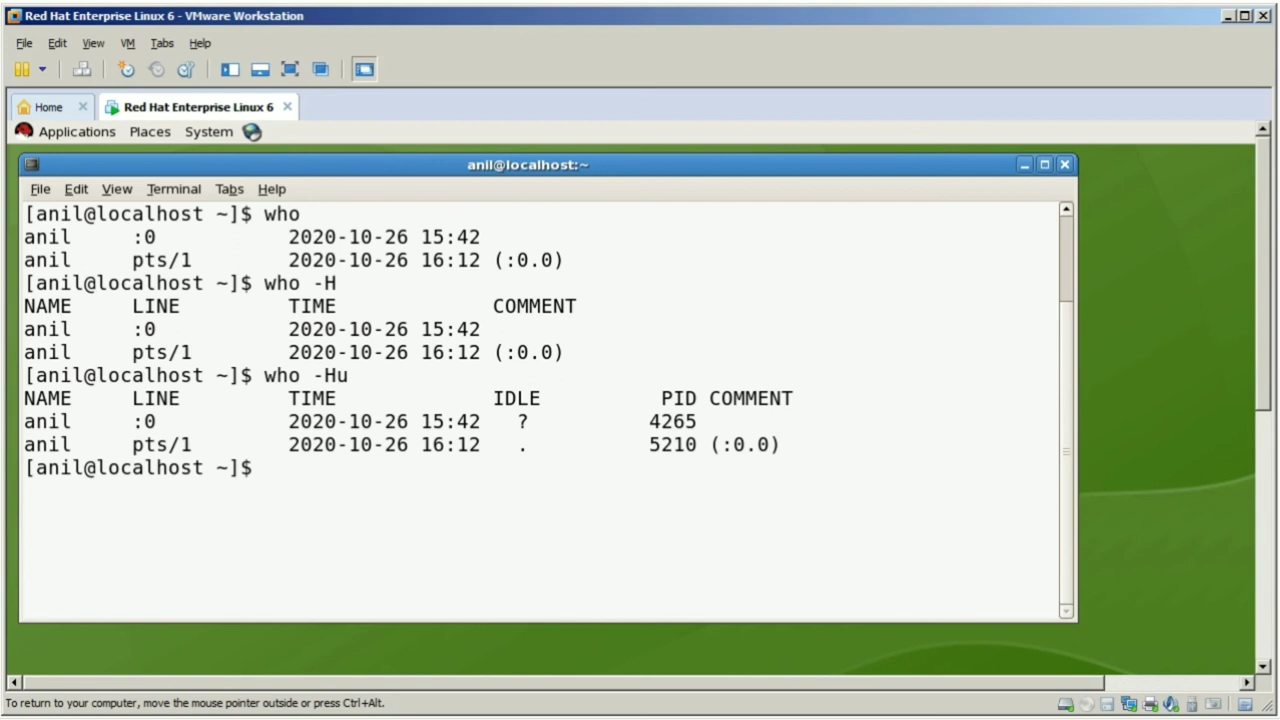 Red Hat Enterprise Linux 6 - VMware Workstation
File Edit View VM Tabs Help
Home Red Hat Enterprise Linux 6
Applications Places System
anil@localhost:~
File Edit View Terminal Tabs Help
[anil@localhost ~]$ who
anil     :0           2020-10-26 15:42
anil     pts/1        2020-10-26 16:12 (:0.0)
[anil@localhost ~]$ who -H
NAME     LINE         TIME             COMMENT
anil     :0           2020-10-26 15:42
anil     pts/1        2020-10-26 16:12 (:0.0)
[anil@localhost ~]$ who -Hu
NAME     LINE         TIME             IDLE          PID COMMENT
anil     :0           2020-10-26 15:42   ?          4265
anil     pts/1        2020-10-26 16:12   .          5210 (:0.0)
[anil@localhost ~]$
To return to your computer, move the mouse pointer outside or press Ctrl+Alt.